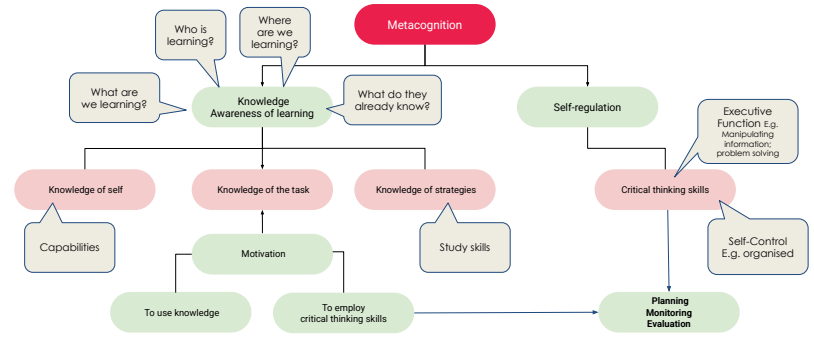 Metacognition
Who is
learning?
Where
are we
learning?
What are
we learning?
Knowledge
Awareness of learning
What do they
already know?
Self-regulation
Executive
Function E.g.
Manipulating
information;
problem solving
Knowledge of self
Knowledge of the task
Knowledge of strategies
Critical thinking skills
Capabilities
Motivation
Study skills
Self-Control
E.g. organised
To use knowledge
To employ
critical thinking skills
Planning
Monitoring
Evaluation